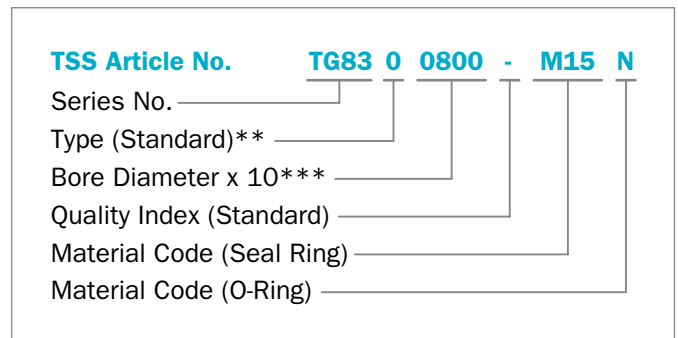 TSS Article No. TG83 0 0800 - M15 N
Series No.
Type (Standard)**
Bore Diameter x 10***
Quality Index (Standard)
Material Code (Seal Ring)
Material Code (O-Ring)